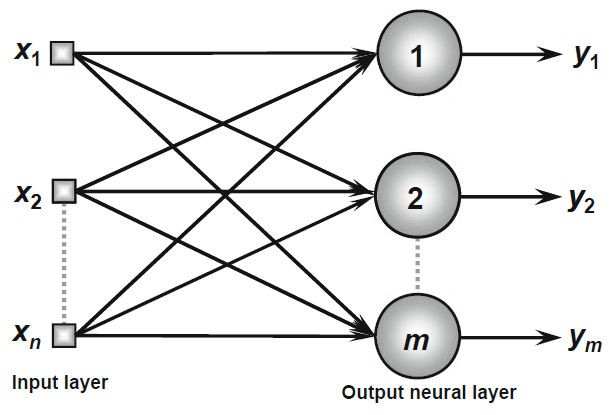 x1 1 y1
x2 2 y2
xn m ym
Input layer
Output neural layer